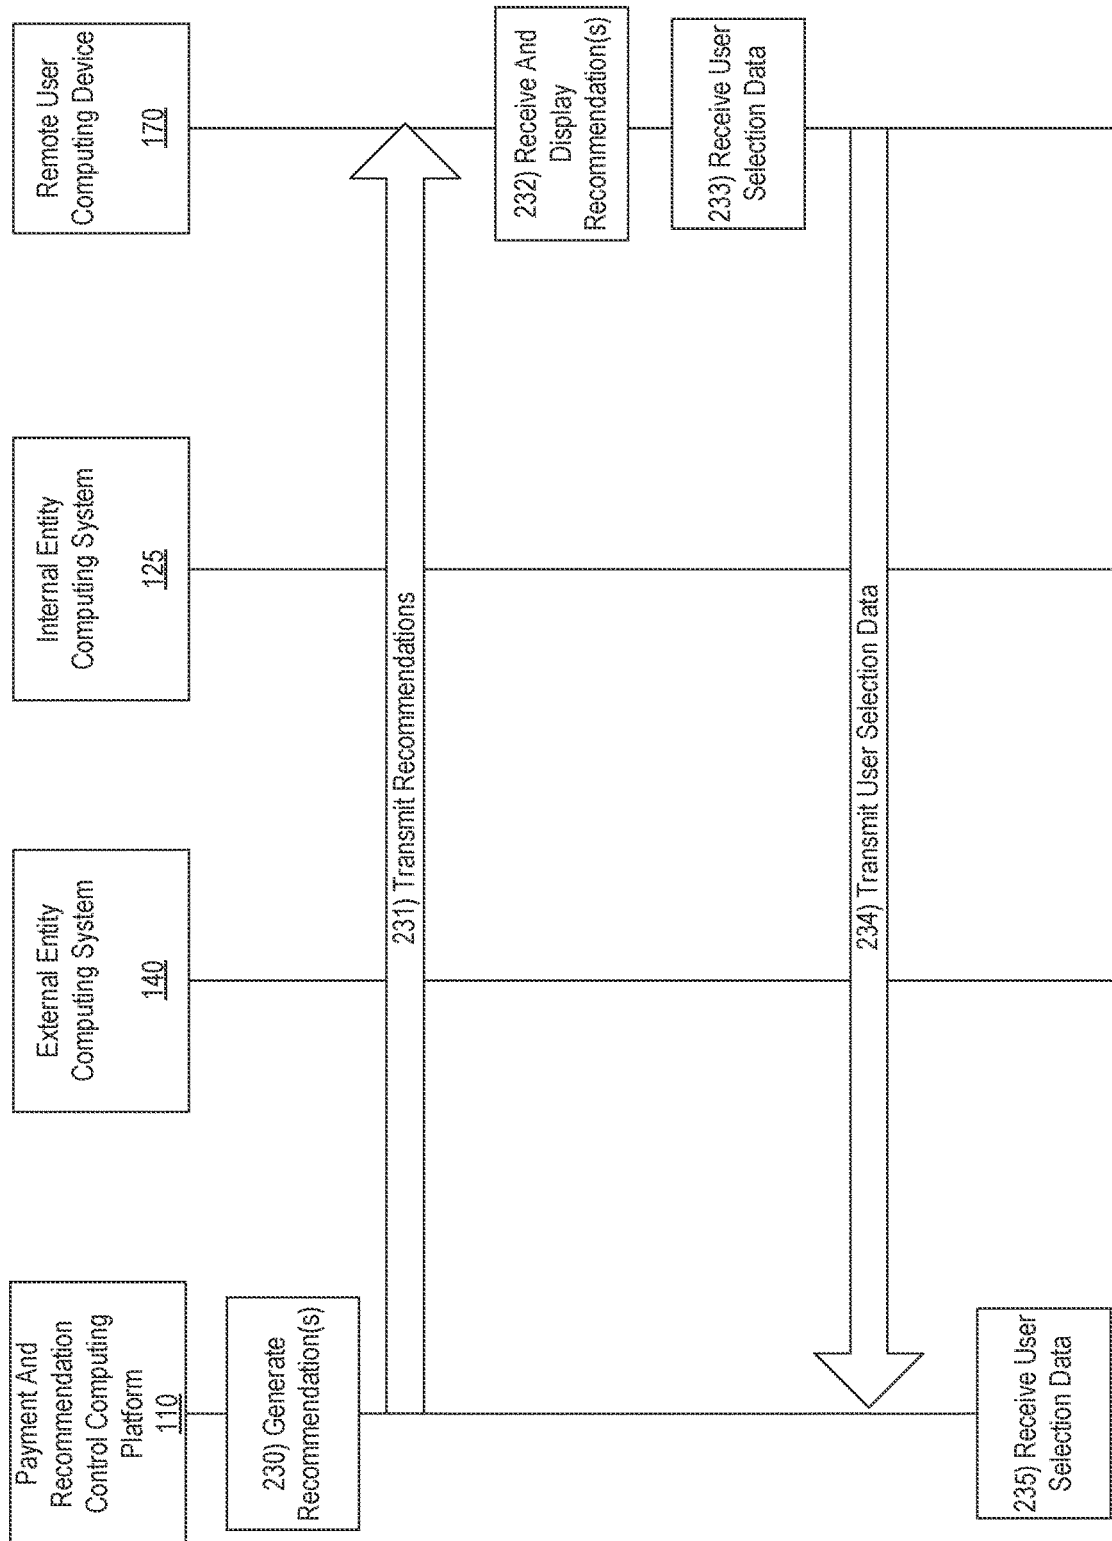 Payment And
Recommendation
Control Computing
Platform
110
External Entity
Computing System
140
Internal Entity
Computing System
125
Remote User
Computing Device
170
230) Generate
Recommendation(s)
231) Transmit Recommendations
232) Receive And
Display
Recommendation(s)
233) Receive User
Selection Data
234) Transmit User Selection Data
235) Receive User
Selection Data